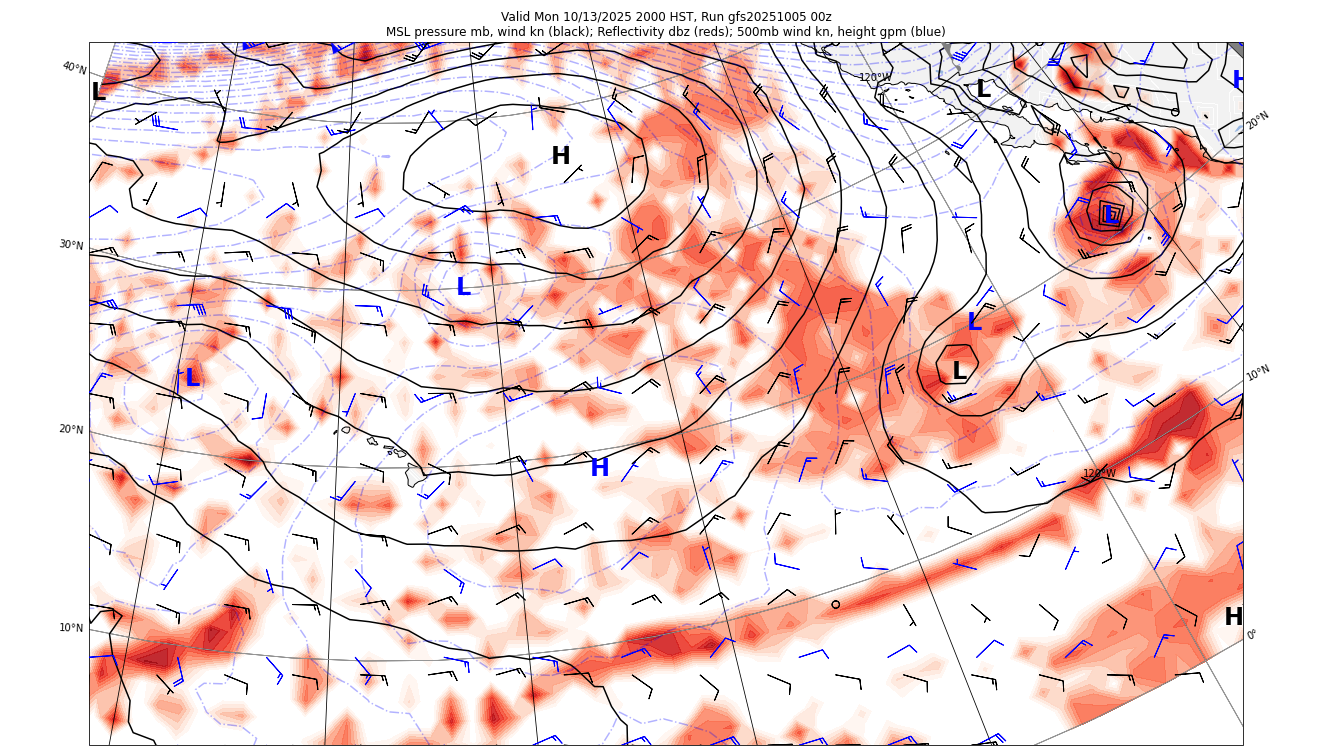 Valid Mon 10/13/2025 2000 HST, Run gfs20251005 00z
MSL pressure mb, wind kn (black); Reflectivity dbz (reds); 500mb wind kn, height gpm (blue)
40°N
120°W
L
L
H
20°N
H
L
30°N
L
L
L
L
10°N
20°N
H
120°W
10°N
H
0°